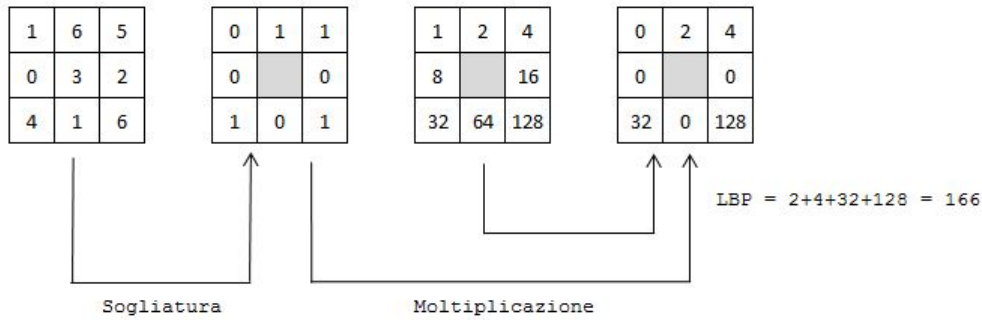 1 6 5 0 1 1 1 2 4 0 2 4
0 3 2 0 0 8 16 0 0
4 1 6 1 0 1 32 64 128 32 0 128
LBP = 2+4+32+128 = 166
Sogliatura Moltiplicazione